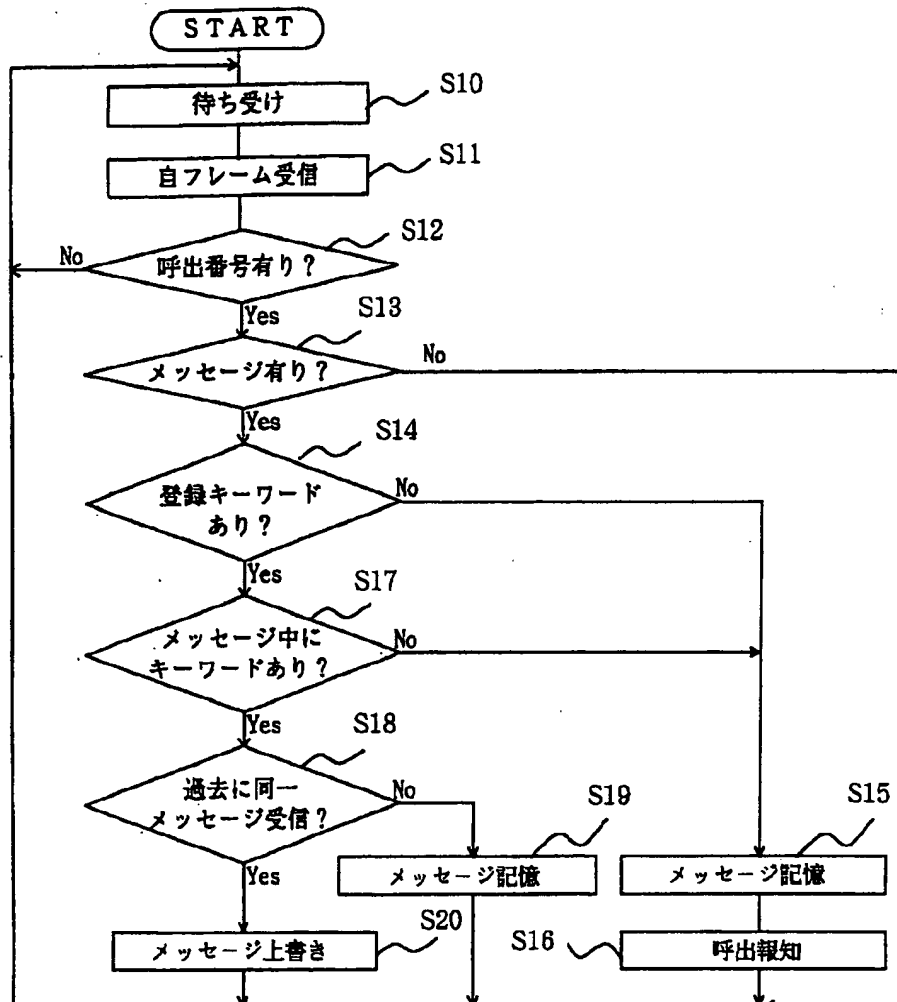 START
待ち受け
S10
自フレーム受信
S11
呼出番号有り？
S12
No
Yes
メッセージ有り？
S13
No
Yes
登録キーワード
あり？
S14
No
Yes
メッセージ中に
キーワードあり？
S17
No
Yes
過去に同一
メッセージ受信？
S18
No
Yes
メッセージ記憶
S19
メッセージ記憶
S15
メッセージ上書き
S20
S16
呼出報知